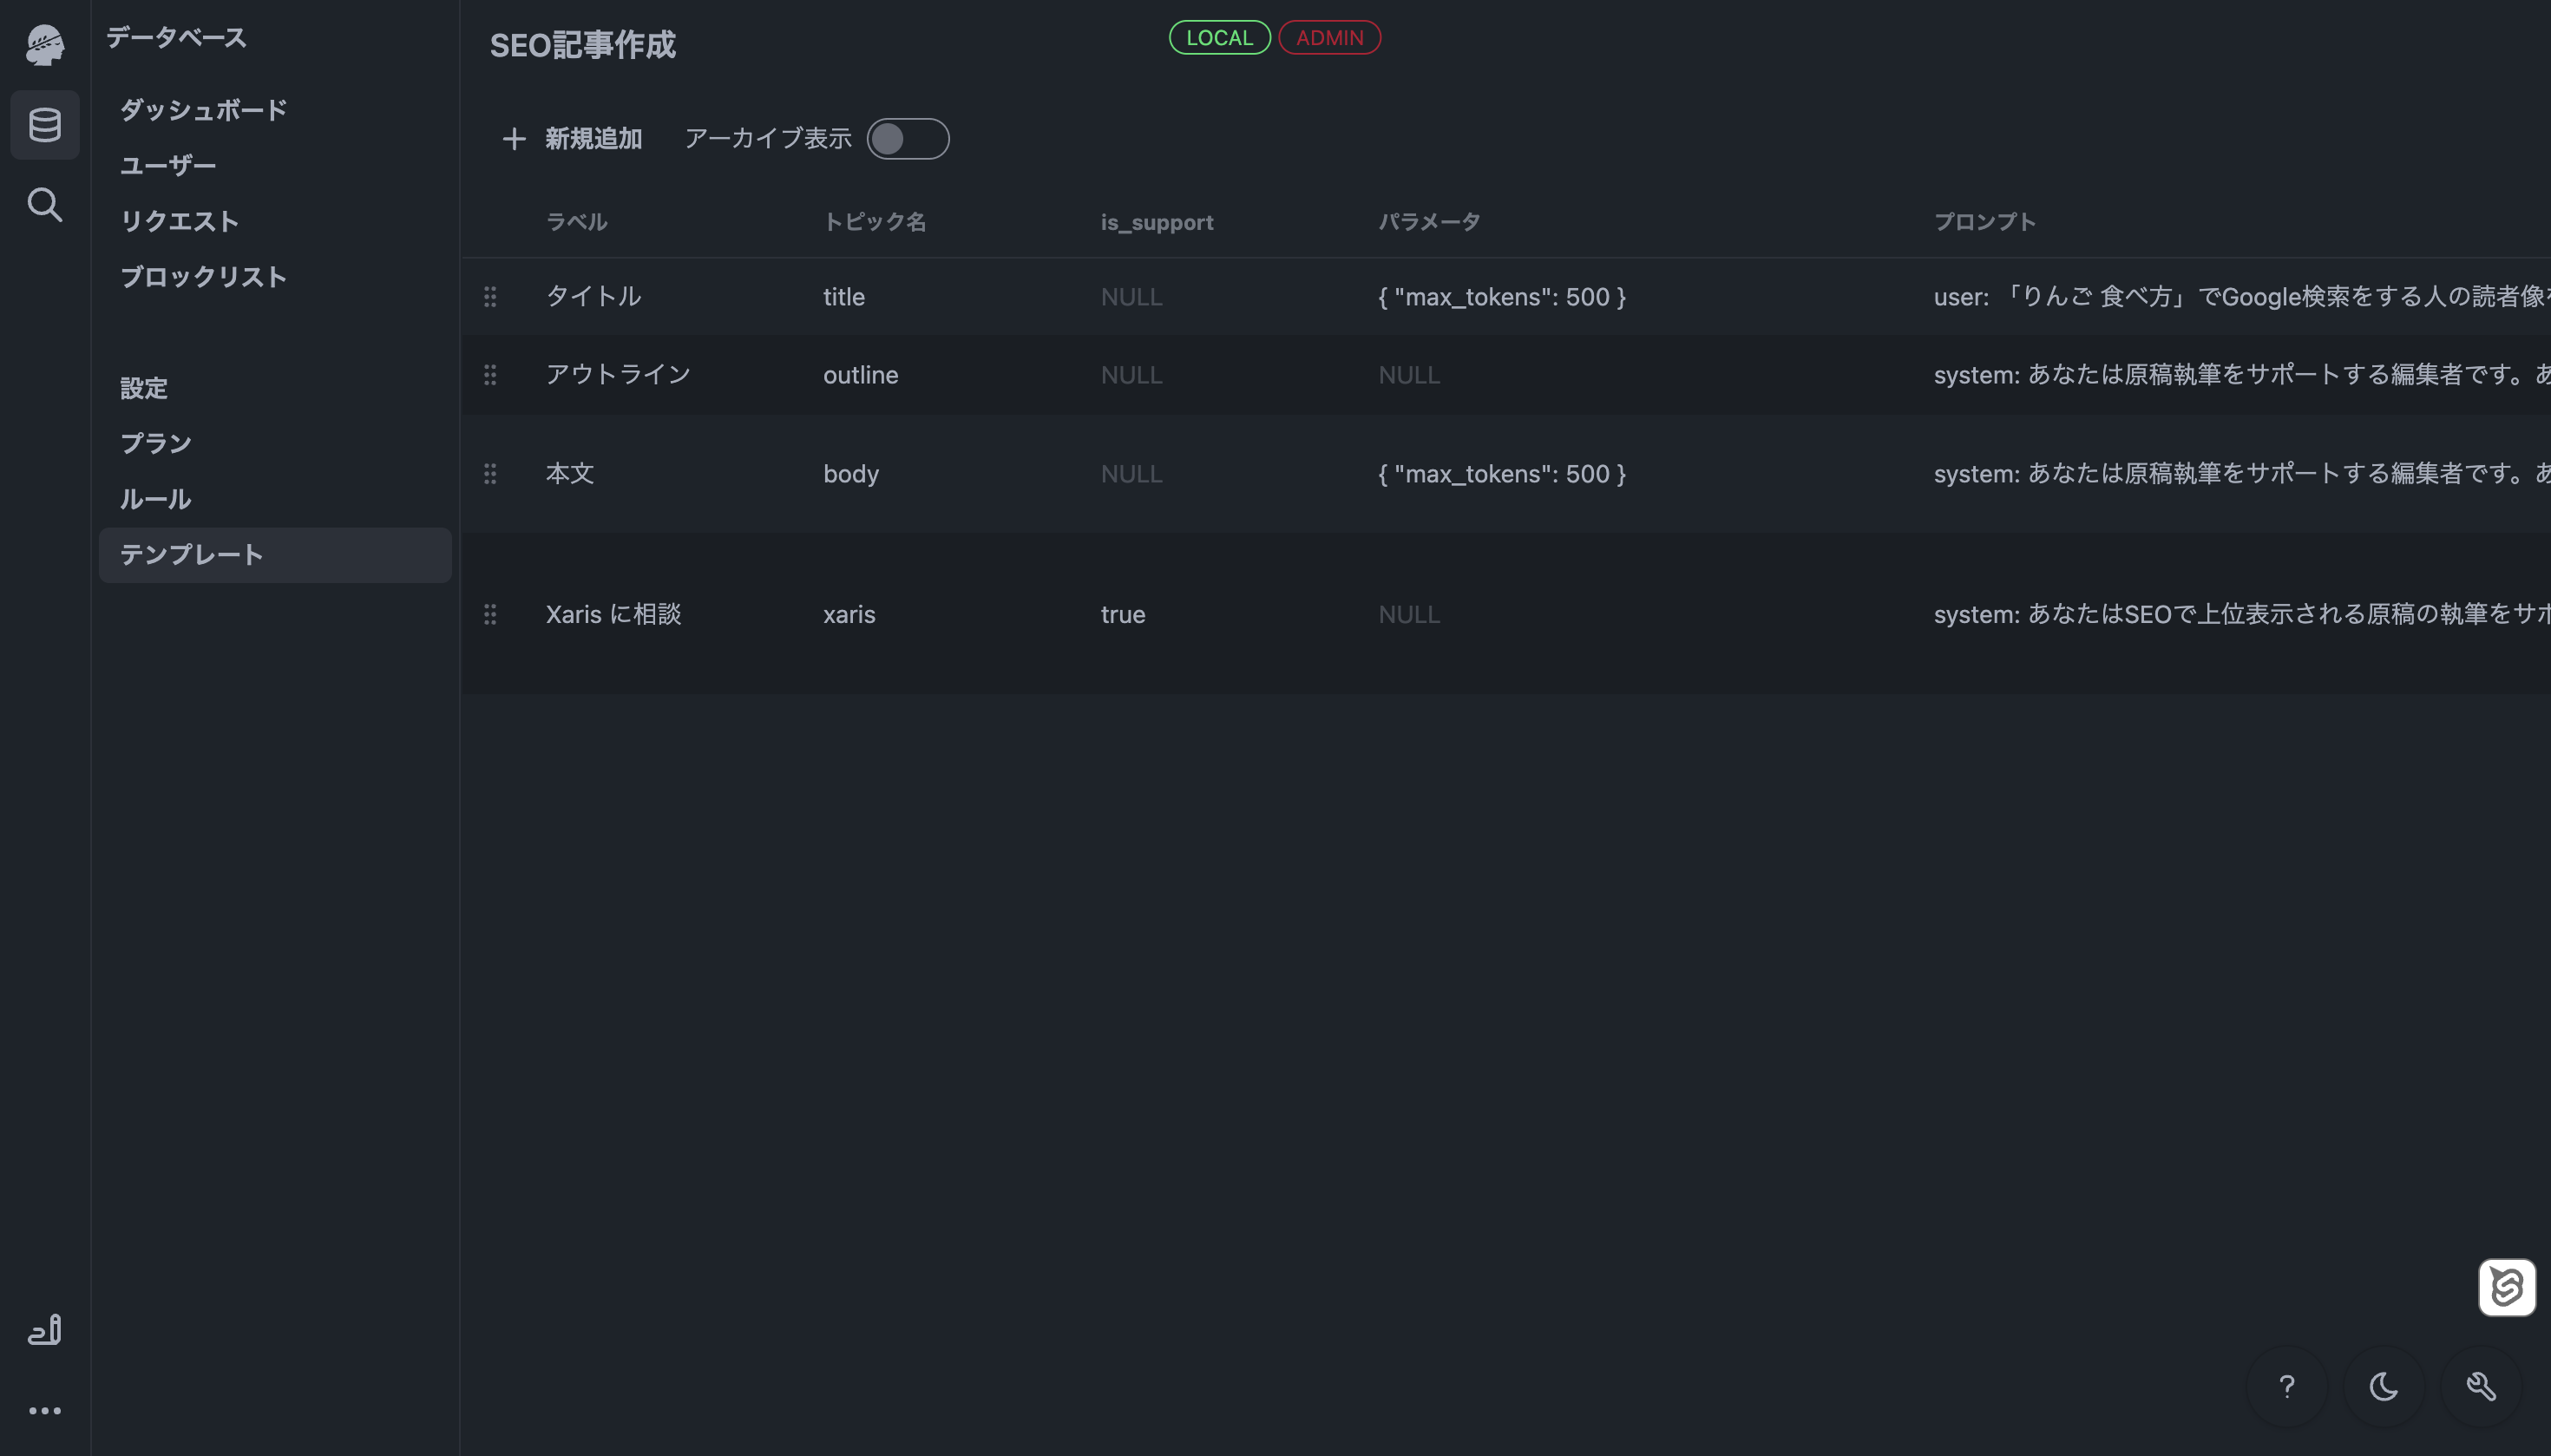 データベース
ダッシュボード
ユーザー
リクエスト
ブロックリスト
設定
プラン
ルール
テンプレート
SEO記事作成
LOCAL ADMIN
新規追加 アーカイブ表示
ラベル トピック名 is_support パラメータ プロンプト
タイトル title NULL { "max_tokens": 500 } user: 「りんご 食べ方」でGoogle検索をする人の読者像
アウトライン outline NULL NULL system: あなたは原稿執筆をサポートする編集者です。あ
本文 body NULL { "max_tokens": 500 } system: あなたは原稿執筆をサポートする編集者です。あ
Xaris に相談 xaris true NULL system: あなたはSEOで上位表示される原稿の執筆をサポ
?